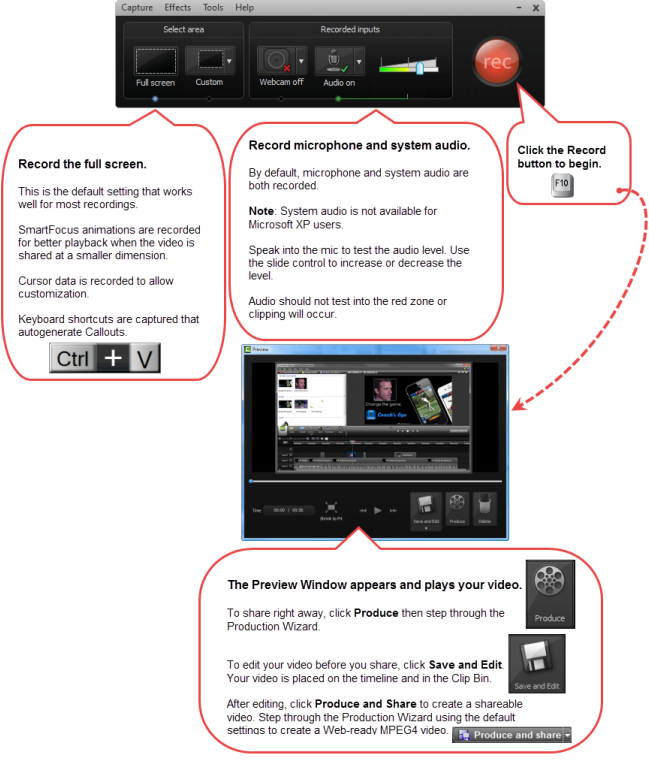 Capture Effects Tools Help
Select area
Recorded inputs
Full screen
Custom
Webcam off
Audio on
rec
Record the full screen.
This is the default setting that works
well for most recordings.
SmartFocus animations are recorded
for better playback when the video is
shared at a smaller dimension.
Cursor data is recorded to allow
customization.
Keyboard shortcuts are captured that
autogenerate Callouts.
Ctrl + V
Record microphone and system audio.
By default, microphone and system audio are
both recorded.
Note: System audio is not available for
Microsoft XP users.
Speak into the mic to test the audio level. Use
the slide control to increase or decrease the
level.
Audio should not test into the red zone or
clipping will occur.
Click the Record
button to begin.
F10
Preview
Change the game.
Coach's Eye
Time 00:00 / 00:35
Shrink to Fit
Save and Edit
Produce
Delete
The Preview Window appears and plays your video.
To share right away, click Produce then step through the
Production Wizard.
Produce
To edit your video before you share, click Save and Edit.
Your video is placed on the timeline and in the Clip Bin.
Save and Edit
After editing, click Produce and Share to create a shareable
video. Step through the Production Wizard using the default
settings to create a Web-ready MPEG4 video.
Produce and share